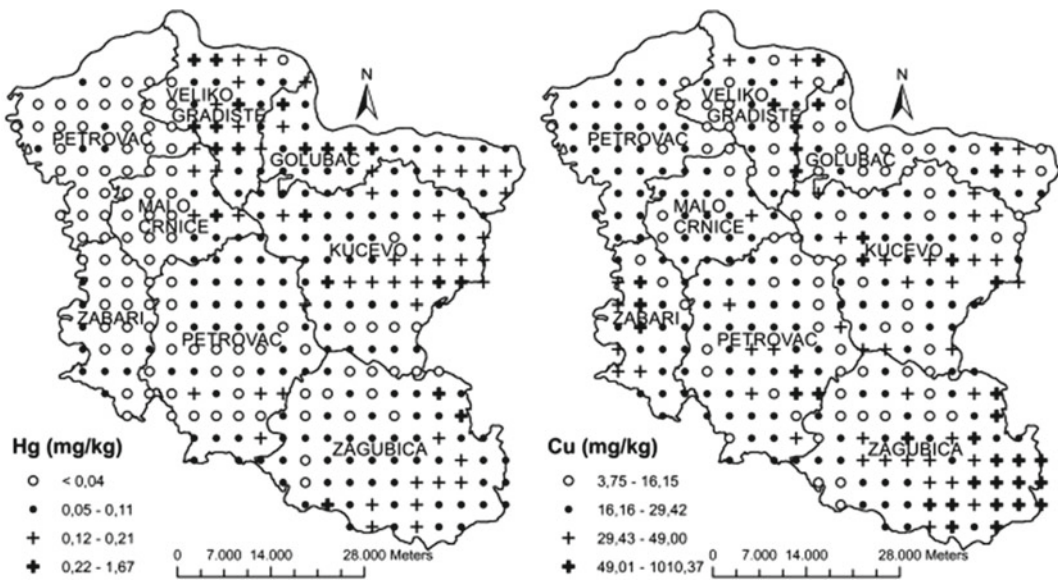 N
VELIKO
GRADISTE
PETROVAC
GOLUBAC
MALO
CRNICE
KUCEVO
ZABARI
PETROVAC
ZAGUBICA
Hg (mg/kg)
< 0,04
0,05 - 0,11
0,12 - 0,21
0,22 - 1,67
0 7.000 14.000 28.000 Meters
N
VELIKO
GRADISTE
PETROVAC
GOLUBAC
MALO
CRNICE
KUCEVO
ZABARI
PETROVAC
ZAGUBICA
Cu (mg/kg)
3,75 - 16,15
16,16 - 29,42
29,43 - 49,00
49,01 - 1010,37
0 7.000 14.000 28.000 Meters